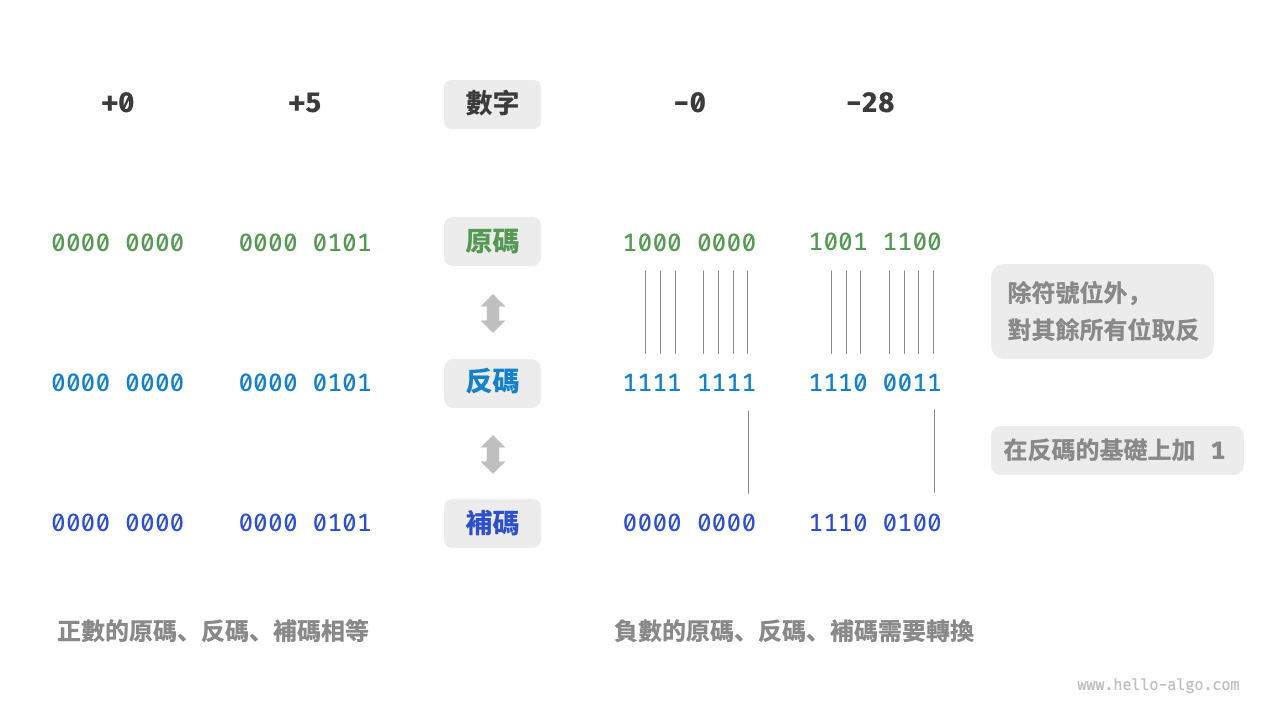 +0 +5 數字 -0 -28
0000 0000 0000 0101 原碼 1000 0000 1001 1100
除符號位外，
對其餘所有位取反
0000 0000 0000 0101 反碼 1111 1111 1110 0011
在反碼的基礎上加 1
0000 0000 0000 0101 補碼 0000 0000 1110 0100
正數的原碼、反碼、補碼相等 負數的原碼、反碼、補碼需要轉換
www.hello-algo.com